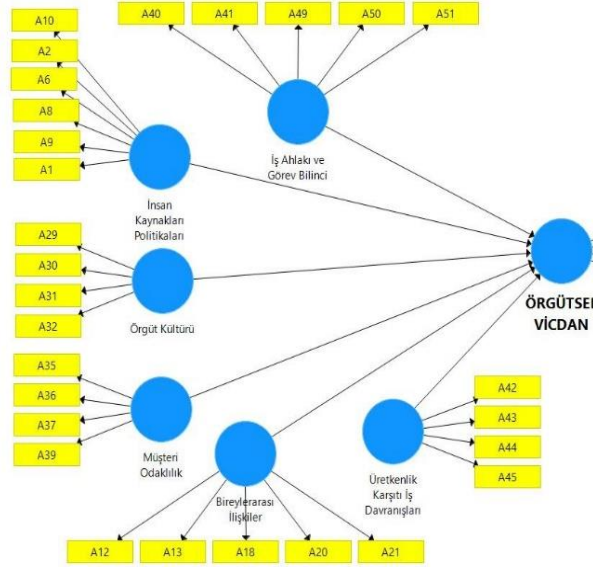 A10
A2
A6
A8
A9
A1
İnsan
Kaynakları
Politikaları
A40
A41
A49
A50
A51
İş Ahlakı ve
Görev Bilinci
A29
A30
A31
A32
Örgüt Kültürü
A35
A36
A37
A39
Müşteri
Odaklılık
A12
A13
A18
A20
A21
Bireylerarası
İlişkiler
A42
A43
A44
A45
Üretkenlik
Karşıtı İş
Davranışları
ÖRGÜTSEL
VİCDAN